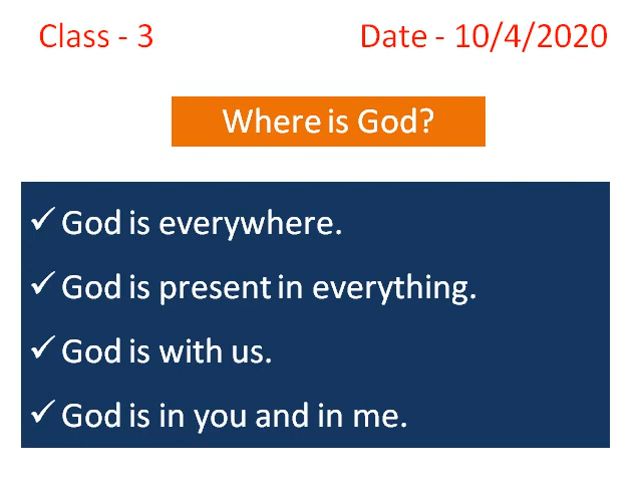 Class - 3
Date - 10/4/2020
Where is God?
✓ God is everywhere.
✓ God is present in everything.
✓ God is with us.
✓ God is in you and in me.